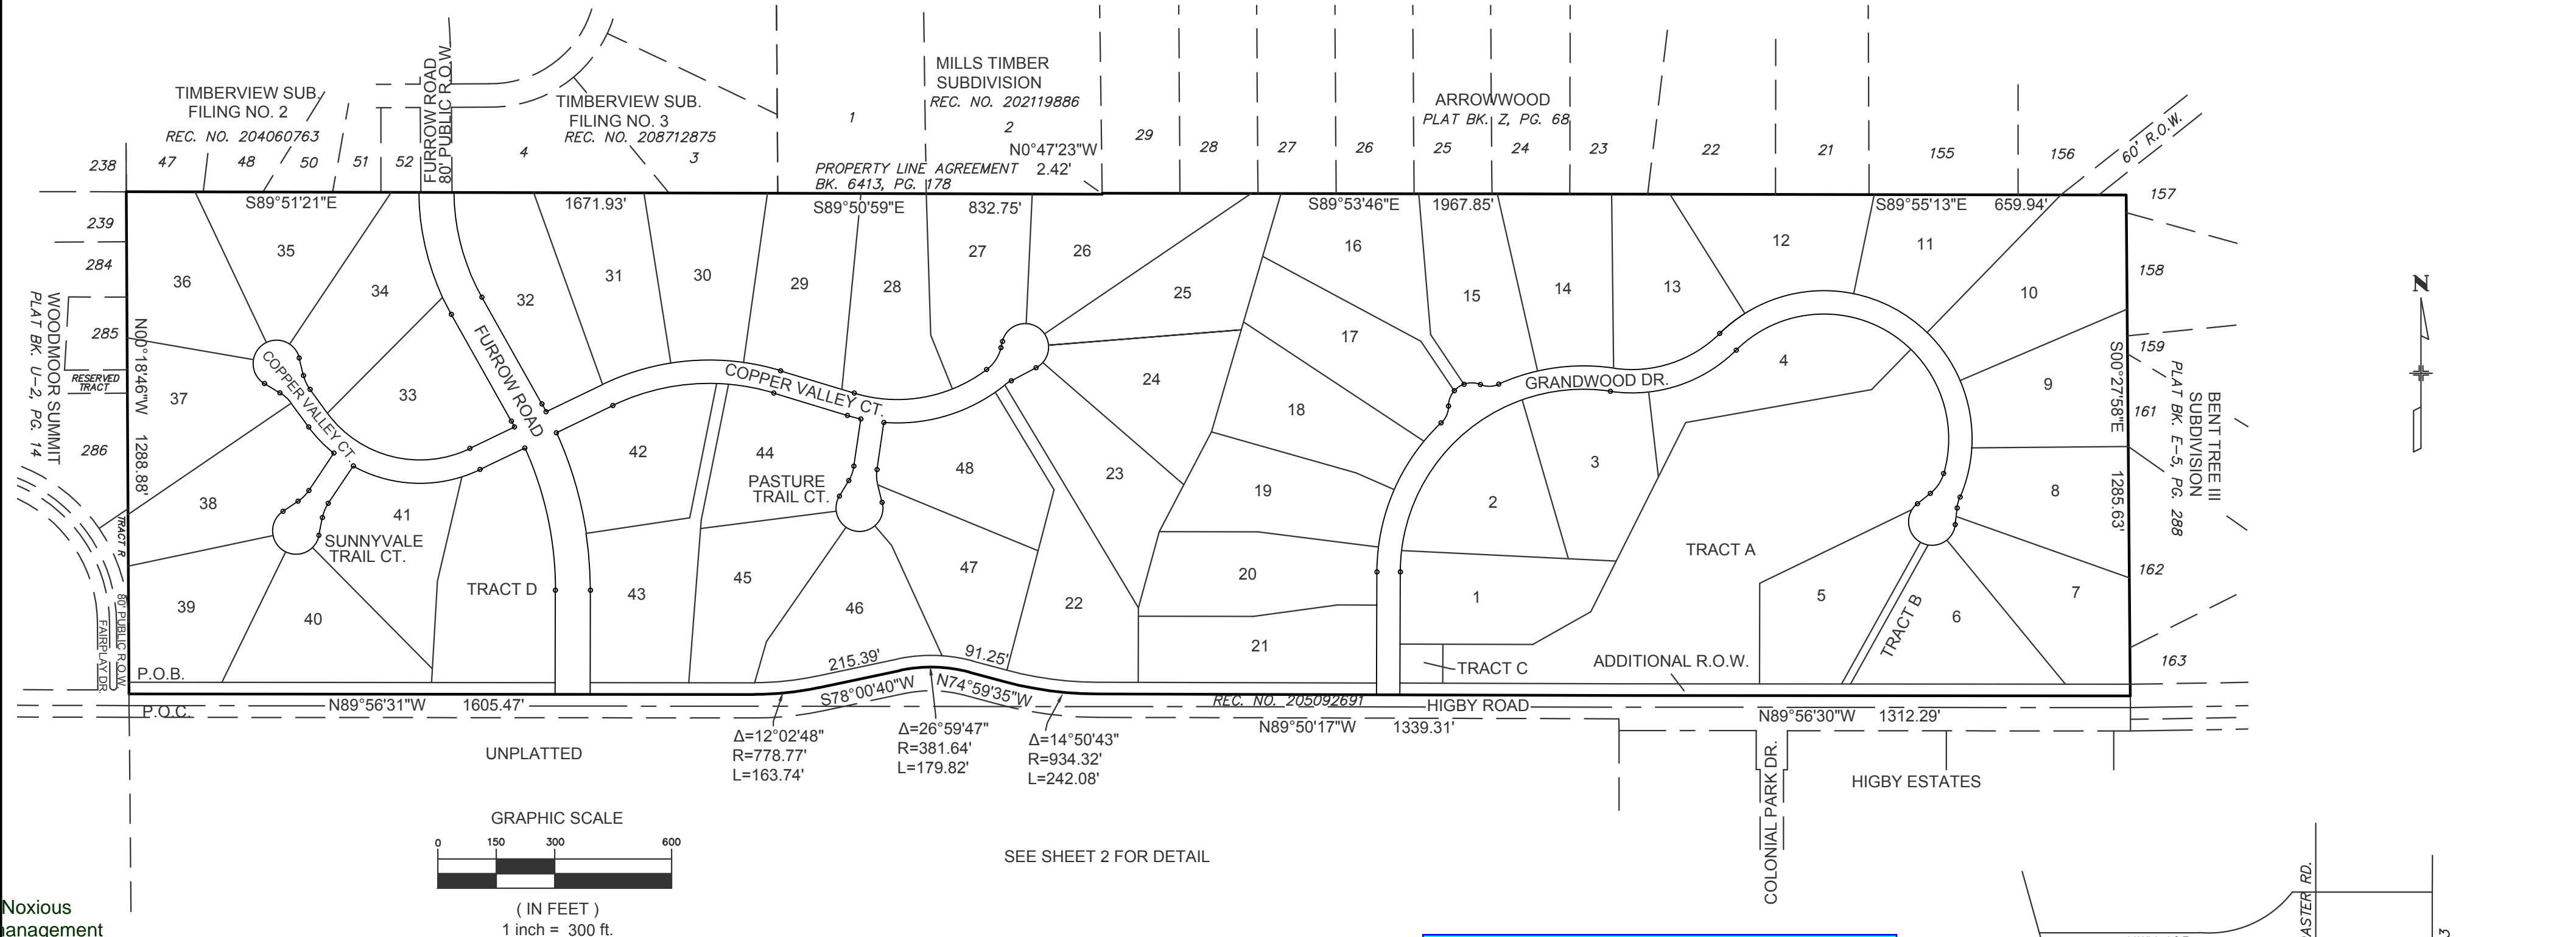 TIMBERVIEW SUB.
FILING NO. 2
REC. NO. 204060763
FURROW ROAD
80' PUBLIC R.O.W.
TIMBERVIEW SUB.
FILING NO. 3
REC. NO. 208712875
MILLS TIMBER
SUBDIVISION
REC. NO. 202119886
ARROWWOOD
PLAT BK. Z, PG. 68
60' R.O.W.
238
47
48
50
51
52
4
3
1
2
29
28
27
26
25
24
23
22
21
155
156
157
N0°47'23"W
2.42'
PROPERTY LINE AGREEMENT
BK. 6413, PG. 178
S89°51'21"E
1671.93'
S89°50'59"E
832.75'
S89°53'46"E
1967.85'
S89°55'13"E
659.94'
239
284
285
RESERVED
TRACT
286
WOODMOOR SUMMIT
PLAT BK. U-2, PG. 14
N00°18'46"W
1288.88'
TRACT R
80' PUBLIC R.O.W.
FAIRPLAY DR.
36
35
34
37
33
38
41
39
40
COPPER VALLEY CT.
COPPER VALLEY CT.
SUNNYVALE
TRAIL CT.
TRACT D
FURROW ROAD
32
31
30
29
28
27
26
25
24
23
22
42
43
44
45
46
47
48
PASTURE
TRAIL CT.
COPPER VALLEY CT.
16
15
14
13
12
11
10
17
18
19
20
21
9
8
7
6
5
4
3
2
1
GRANDWOOD DR.
TRACT A
TRACT B
TRACT C
ADDITIONAL R.O.W.
158
159
161
162
163
S00°27'58"E
1285.63'
BENT TREE III
SUBDIVISION
PLAT BK. E-5, PG. 288
N
P.O.B.
P.O.C.
N89°56'31"W
1605.47'
215.39'
91.25'
S78°00'40"W
N74°59'35"W
REC. NO. 205092691
HIGBY ROAD
N89°50'17"W
1339.31'
N89°56'30"W
1312.29'
Δ=12°02'48"
R=778.77'
L=163.74'
Δ=26°59'47"
R=381.64'
L=179.82'
Δ=14°50'43"
R=934.32'
L=242.08'
UNPLATTED
COLONIAL PARK DR.
HIGBY ESTATES
GRAPHIC SCALE
0
150
300
600
( IN FEET )
1 inch = 300 ft.
SEE SHEET 2 FOR DETAIL
Noxious
anagement
ASTER RD.
3